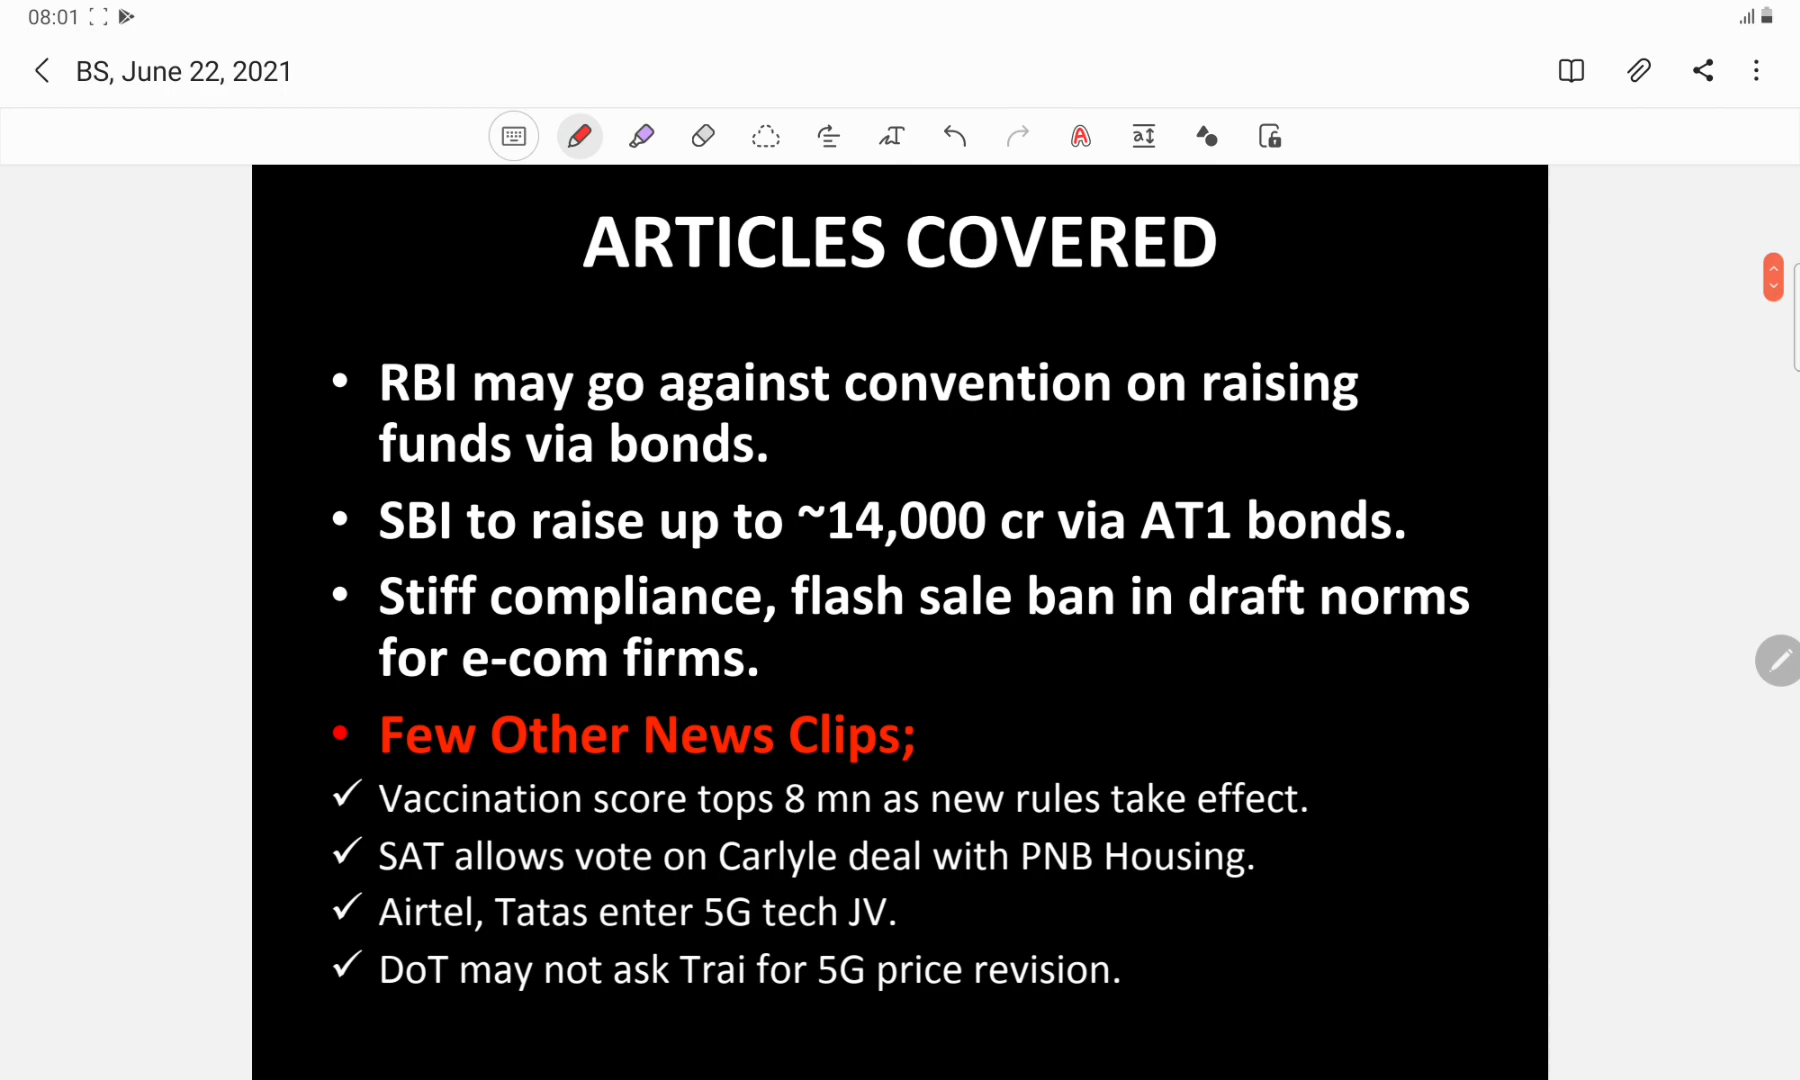 08:01
BS, June 22, 2021
ARTICLES COVERED
• RBI may go against convention on raising
funds via bonds.
• SBI to raise up to ~14,000 cr via AT1 bonds.
• Stiff compliance, flash sale ban in draft norms
for e-com firms.
• Few Other News Clips;
✓ Vaccination score tops 8 mn as new rules take effect.
✓ SAT allows vote on Carlyle deal with PNB Housing.
✓ Airtel, Tatas enter 5G tech JV.
✓ DoT may not ask Trai for 5G price revision.